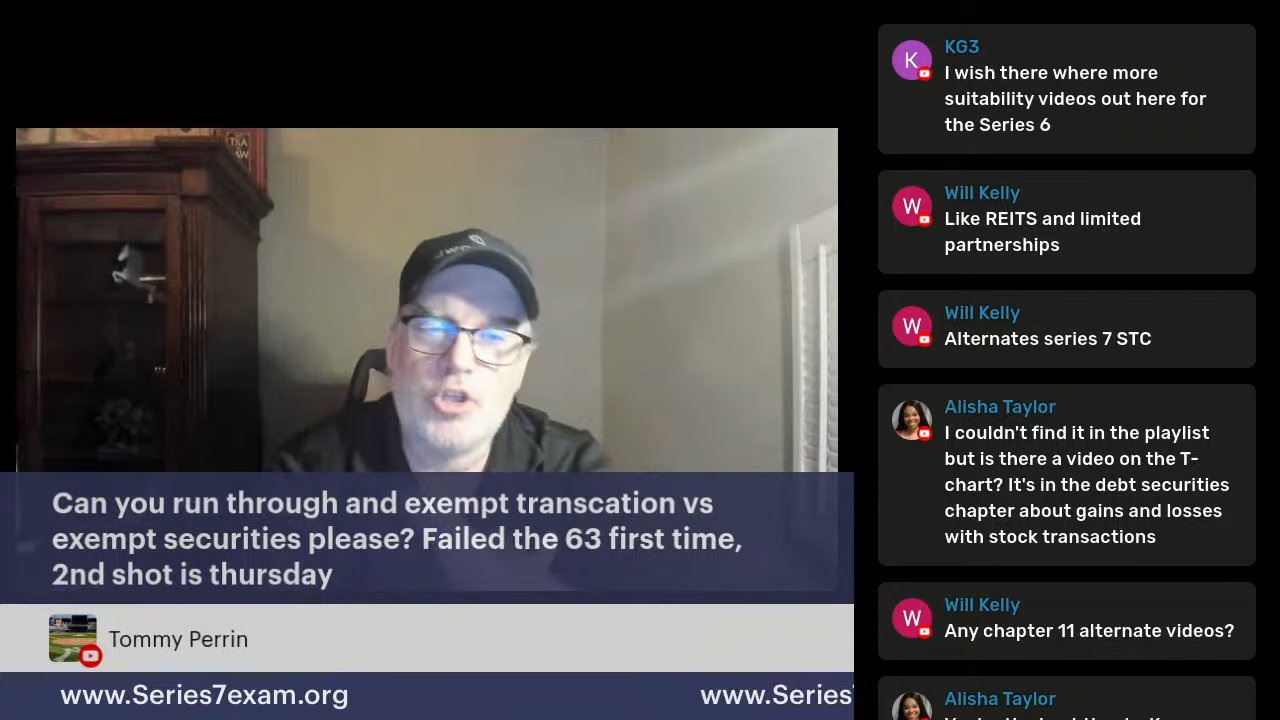 Can you run through and exempt transcation vs
exempt securities please? Failed the 63 first time,
2nd shot is thursday
Tommy Perrin
www.Series7exam.org
www.Series
K
KG3
I wish there where more
suitability videos out here for
the Series 6
W
Will Kelly
Like REITS and limited
partnerships
W
Will Kelly
Alternates series 7 STC
Alisha Taylor
I couldn't find it in the playlist
but is there a video on the T-
chart? It's in the debt securities
chapter about gains and losses
with stock transactions
W
Will Kelly
Any chapter 11 alternate videos?
Alisha Taylor